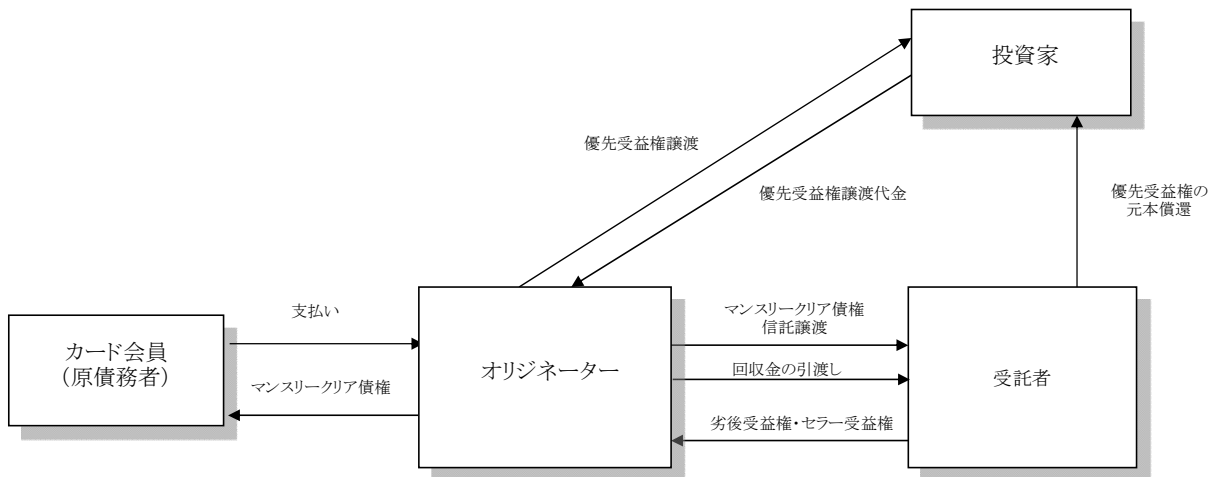 投資家
優先受益権譲渡
優先受益権譲渡代金
優先受益権の
元本償還
支払い
マンスリークリア債権
信託譲渡
カード会員
（原債務者）
オリジネーター
回収金の引渡し
受託者
マンスリークリア債権
劣後受益権・セラー受益権